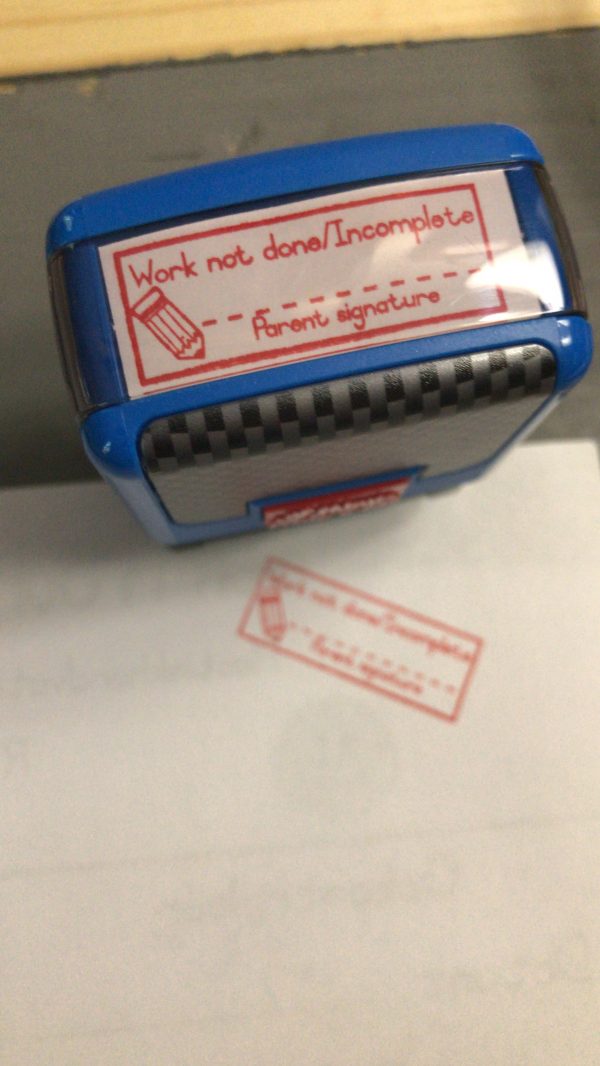 Work not done/Incomplete
Parent signature
Work not done/Incomplete
Parent signature